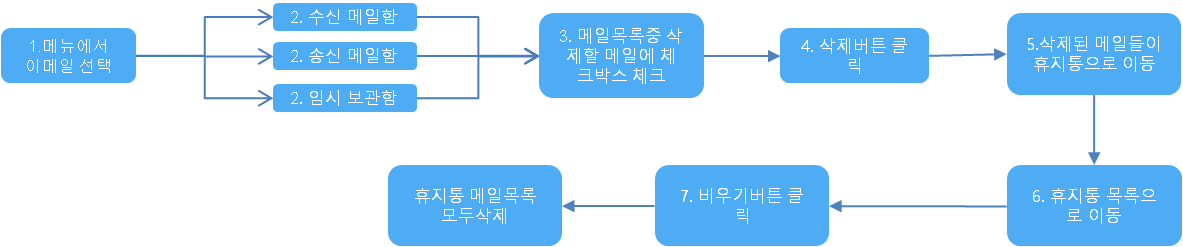 1.메뉴에서
이메일 선택
2. 수신 메일함
2. 송신 메일함
2. 임시 보관함
3. 메일목록중 삭
제할 메일에 체
크박스 체크
4. 삭제버튼 클
릭
5.삭제된 메일들이
휴지통으로 이동
6. 휴지통 목록으
로 이동
7. 비우기버튼 클
릭
휴지통 메일목록
모두삭제